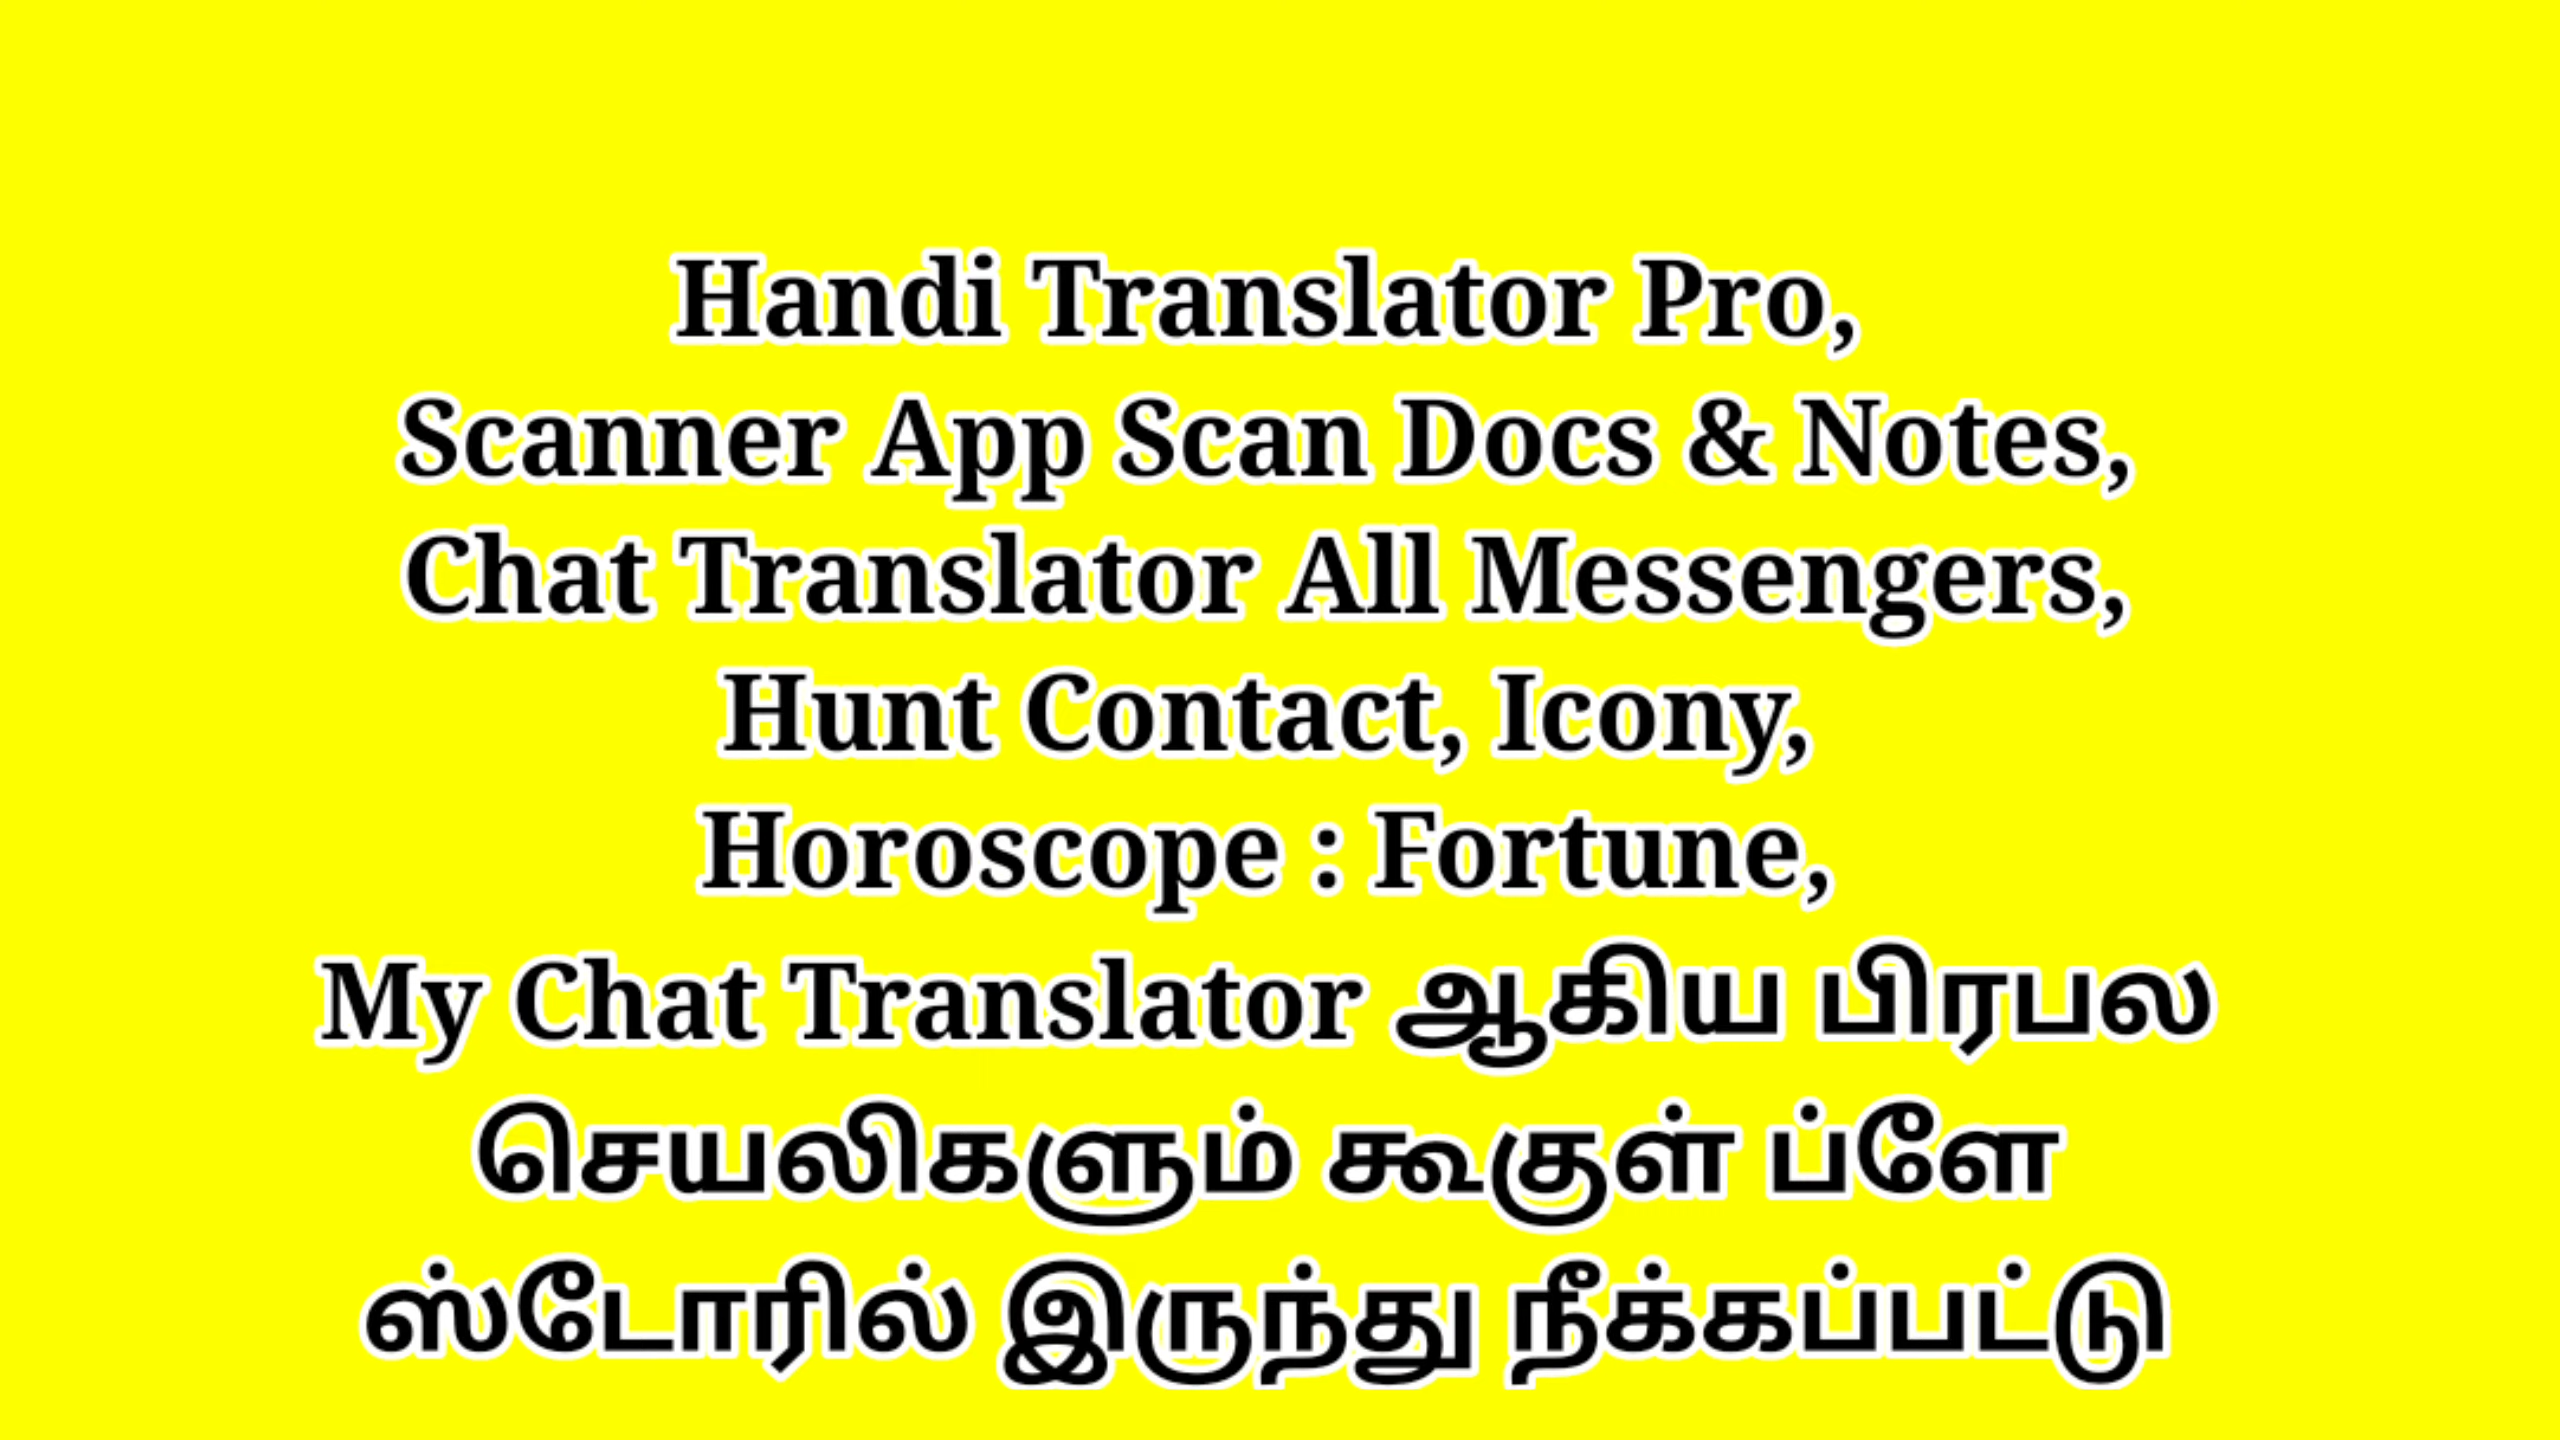 Handi Translator Pro,
Scanner App Scan Docs & Notes,
Chat Translator All Messengers,
Hunt Contact, Icony,
Horoscope : Fortune,
My Chat Translator ஆகிய பிரபல
செயலிகளும் கூகுள் ப்ளே
ஸ்டோரில் இருந்து நீக்கப்பட்டு